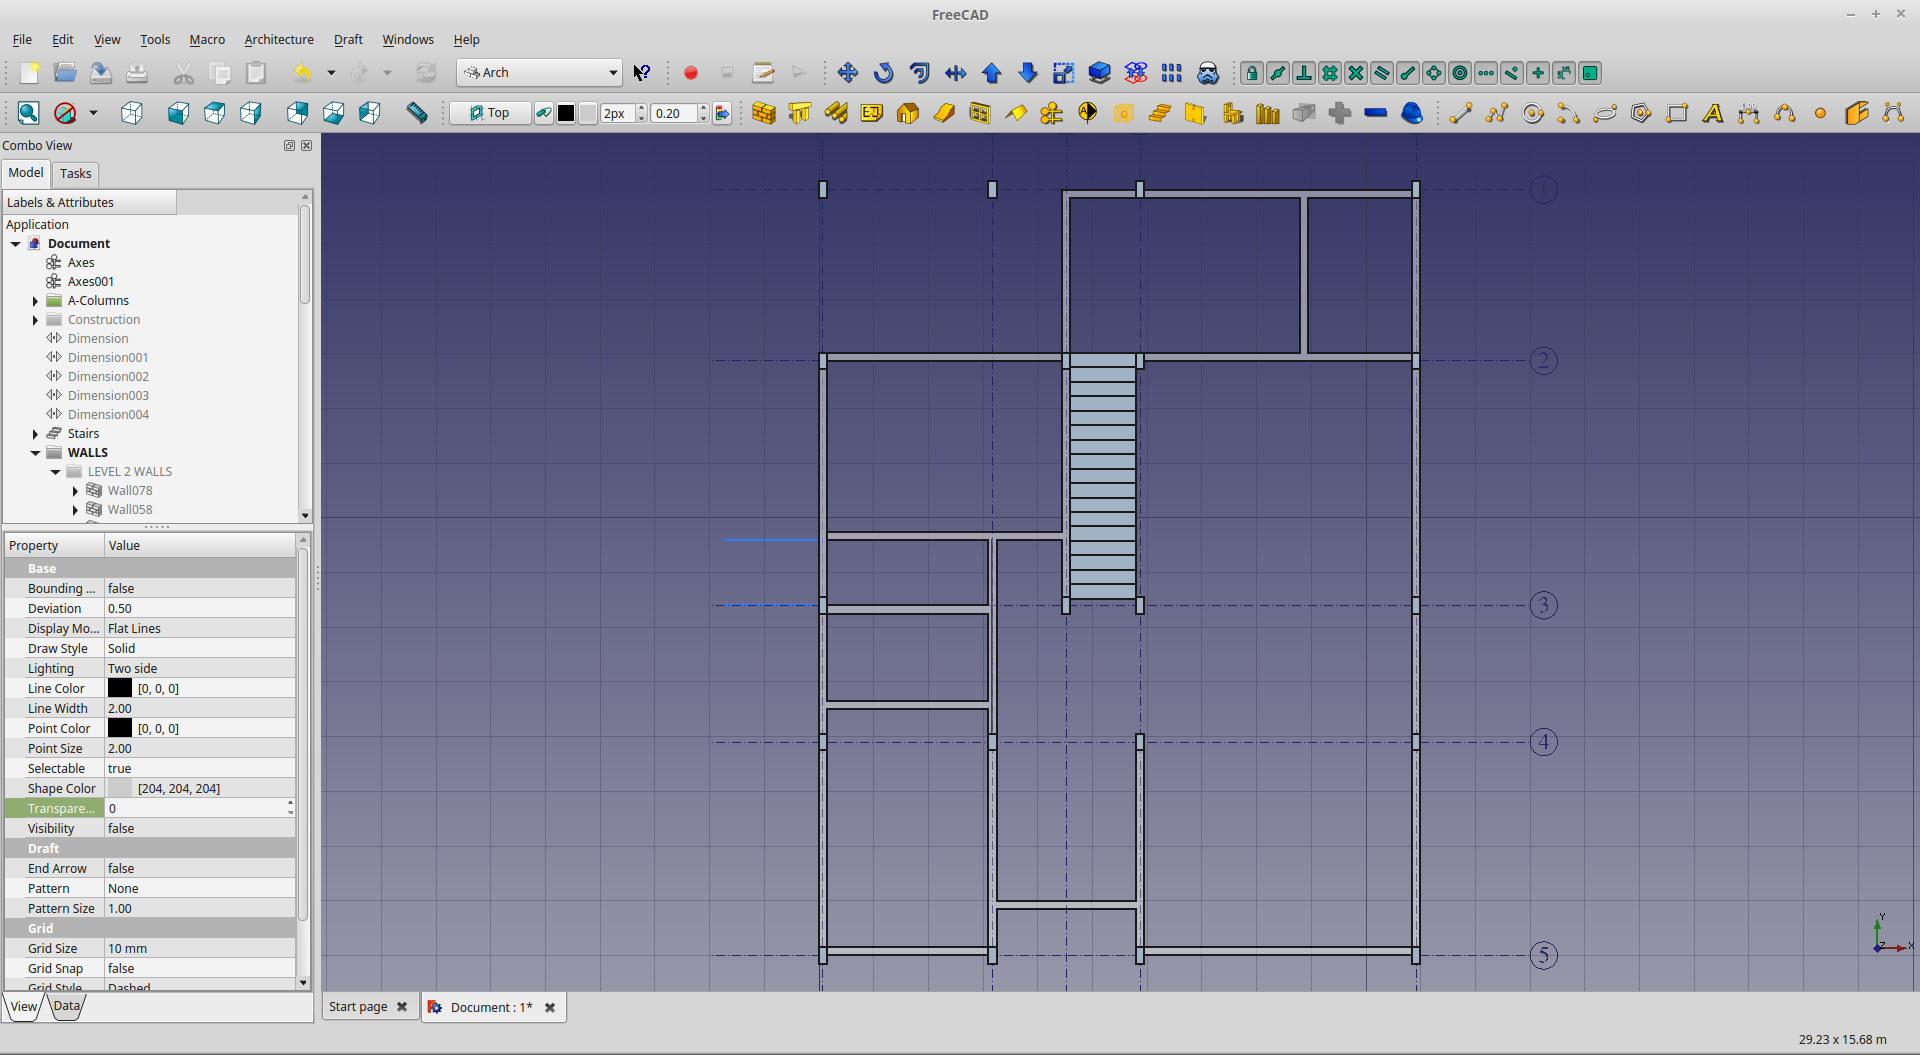 FreeCAD
File Edit View Tools Macro Architecture Draft Windows Help
Arch
Top 2px 0.20
Combo View
Model Tasks
Labels & Attributes
Application
Document
Axes
Axes001
A-Columns
Construction
Dimension
Dimension001
Dimension002
Dimension003
Dimension004
Stairs
WALLS
LEVEL 2 WALLS
Wall078
Wall058
Property Value
Base
Bounding ... false
Deviation 0.50
Display Mo... Flat Lines
Draw Style Solid
Lighting Two side
Line Color [0, 0, 0]
Line Width 2.00
Point Color [0, 0, 0]
Point Size 2.00
Selectable true
Shape Color [204, 204, 204]
Transpare... 0
Visibility false
Draft
End Arrow false
Pattern None
Pattern Size 1.00
Grid
Grid Size 10 mm
Grid Snap false
Grid Style Dashed
View Data
1
2
3
4
5
Y
Z X
Start page Document : 1*
29.23 x 15.68 m